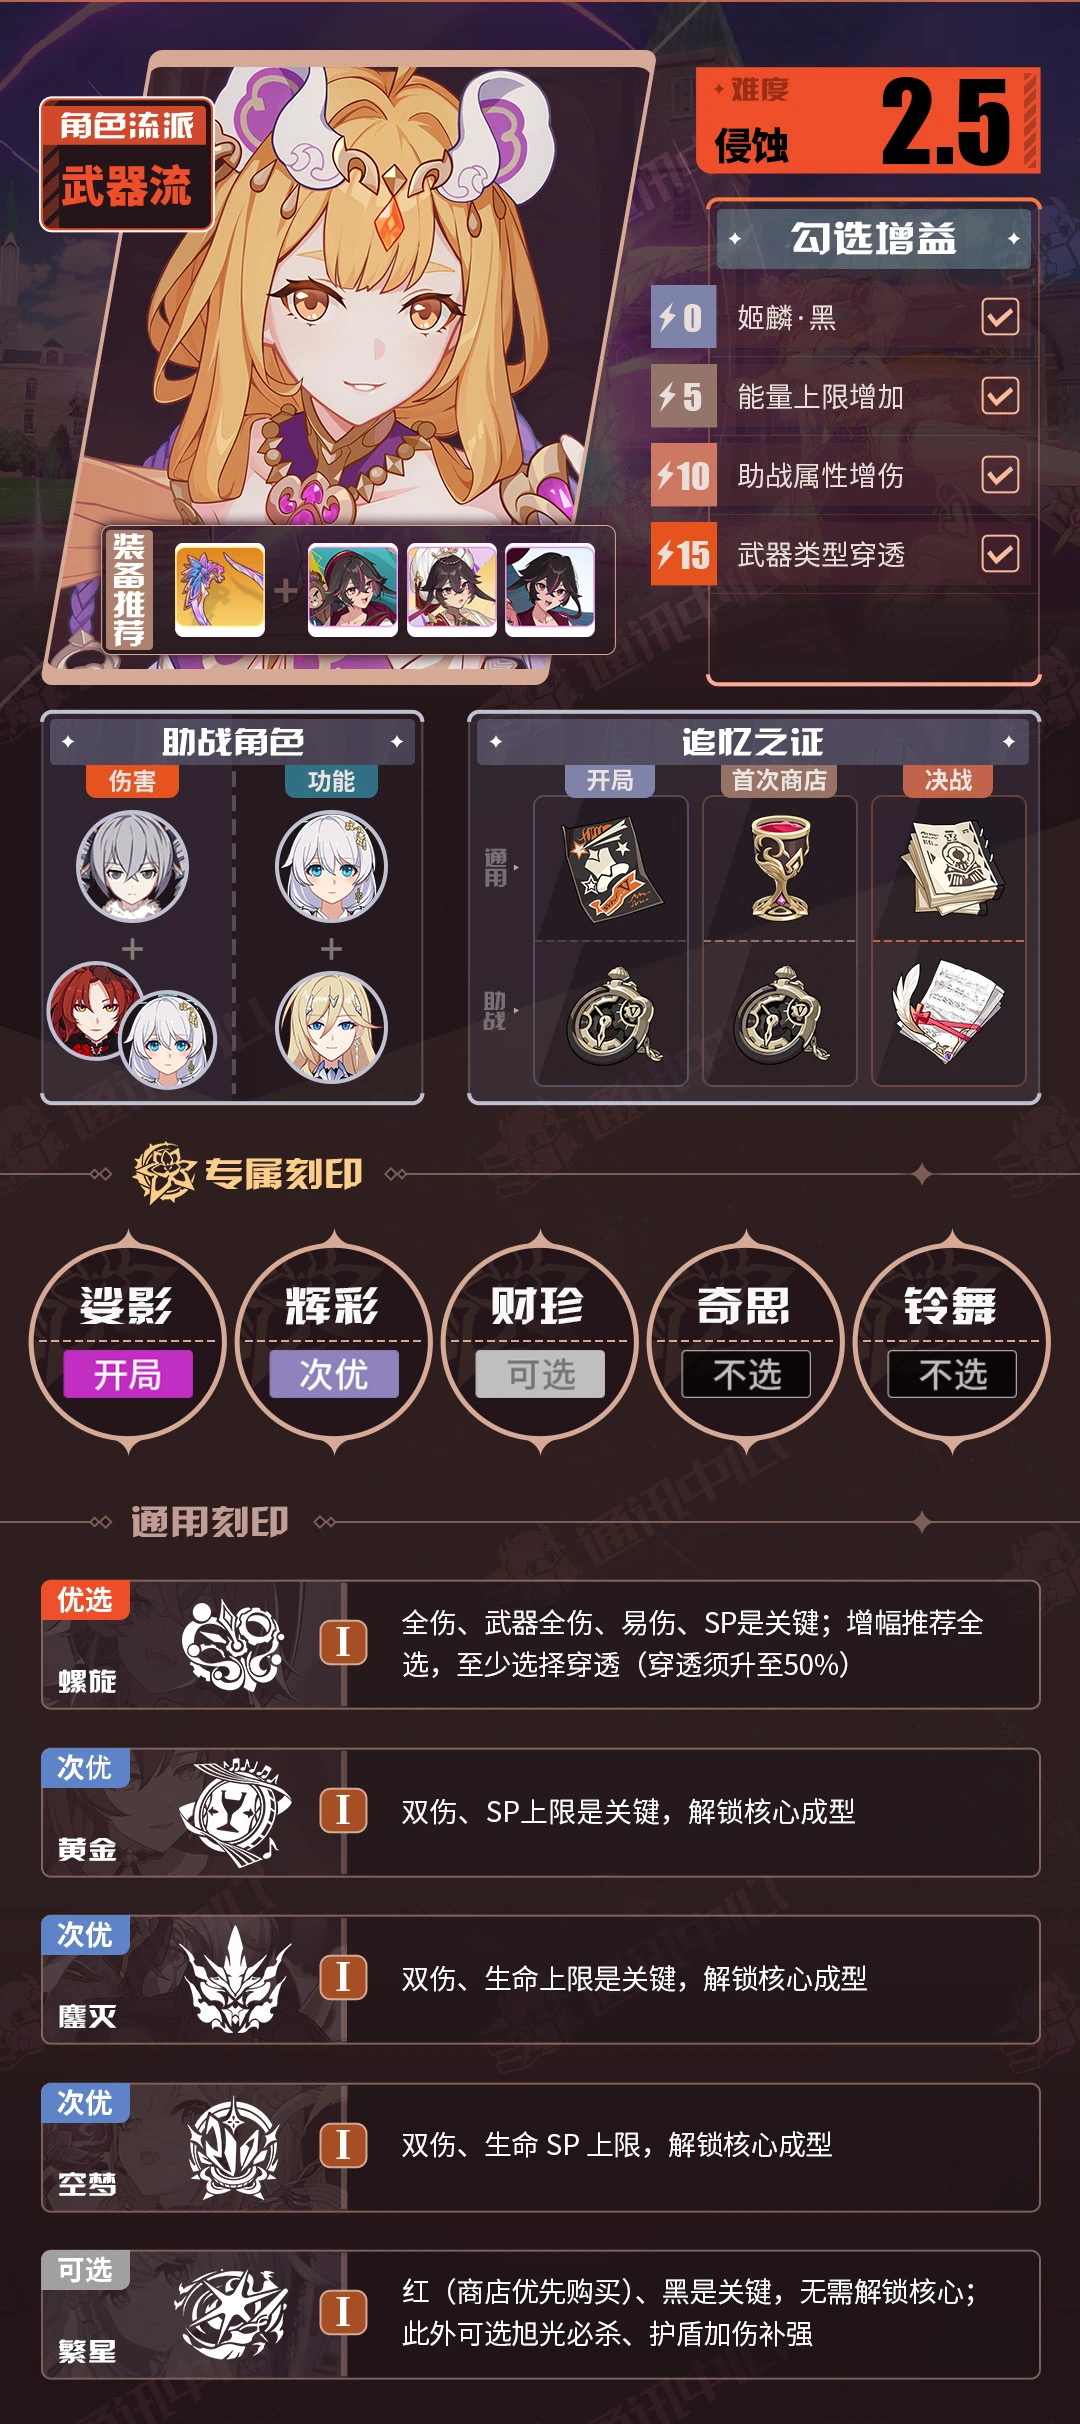 角色流派
武器流
难度
侵蚀
2.5
勾选增益
0 姬麟·黑
5 能量上限增加
10 助战属性增伤
15 武器类型穿透
装备推荐
助战角色
伤害 功能
追忆之证
开局 首次商店 决战
通用
助战
专属刻印
娑影 辉彩 财珍 奇思 铃舞
开局 次优 可选 不选 不选
通用刻印
优选
螺旋
I
全伤、武器全伤、易伤、SP是关键；增幅推荐全
选，至少选择穿透（穿透须升至50%）
次优
黄金
I
双伤、SP上限是关键，解锁核心成型
次优
鏖灭
I
双伤、生命上限是关键，解锁核心成型
次优
空梦
I
双伤、生命 SP 上限，解锁核心成型
可选
繁星
I
红（商店优先购买）、黑是关键，无需解锁核心；
此外可选旭光必杀、护盾加伤补强
通讯中心